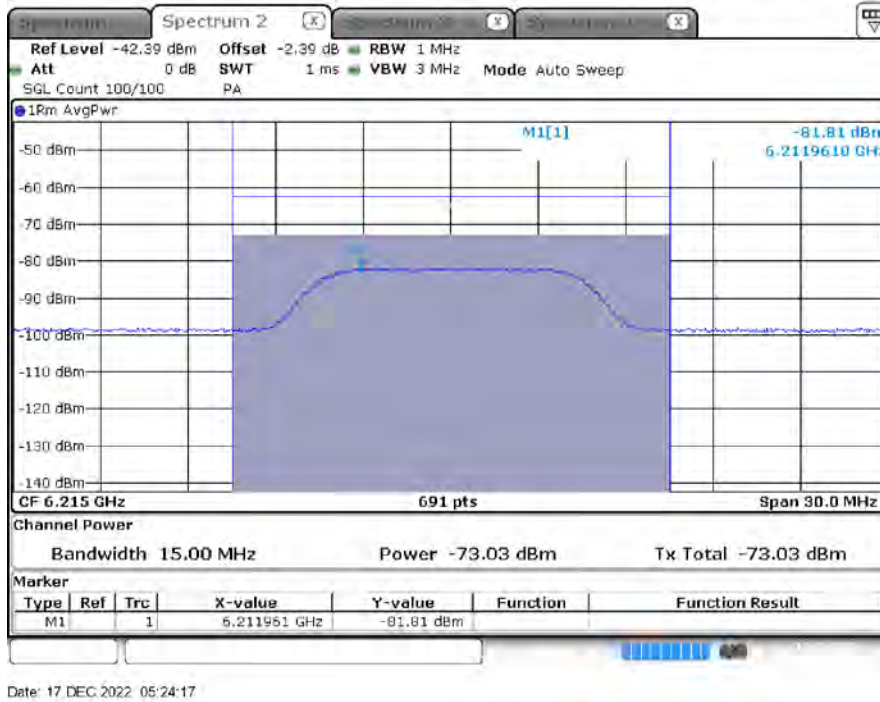 Spectrum 2
Ref Level -42.39 dBm Offset -2.39 dB RBW 1 MHz
Att 0 dB SWT 1 ms VBW 3 MHz Mode Auto Sweep
SGL Count 100/100 PA
1Rm AvgPwr
M1[1] -81.81 dBm
6.2119610 GHz
-50 dBm
-60 dBm
-70 dBm
-80 dBm
-90 dBm
-100 dBm
-110 dBm
-120 dBm
-130 dBm
-140 dBm
CF 6.215 GHz 691 pts Span 30.0 MHz
Channel Power
Bandwidth 15.00 MHz Power -73.03 dBm Tx Total -73.03 dBm
Marker
Type Ref Trc X-value Y-value Function Function Result
M1 1 6.211961 GHz -81.81 dBm
Date: 17.DEC.2022 05:24:17